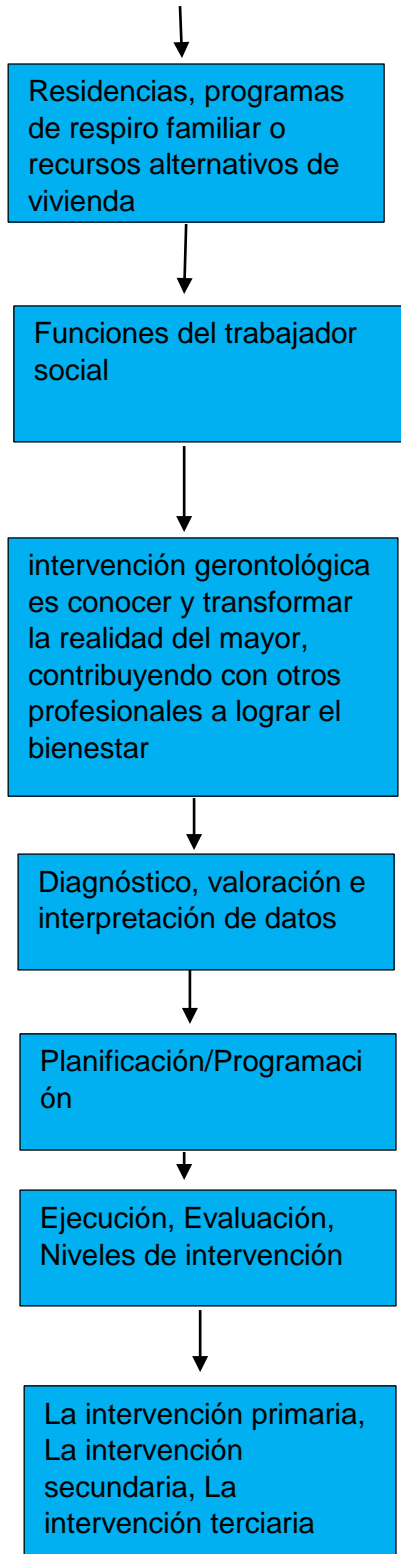 Residencias, programas
de respiro familiar o
recursos alternativos de
vivienda
Funciones del trabajador
social
intervención gerontológica
es conocer y transformar
la realidad del mayor,
contribuyendo con otros
profesionales a lograr el
bienestar
Diagnóstico, valoración e
interpretación de datos
Planificación/Programaci
ón
Ejecución, Evaluación,
Niveles de intervención
La intervención primaria,
La intervención
secundaria, La
intervención terciaria